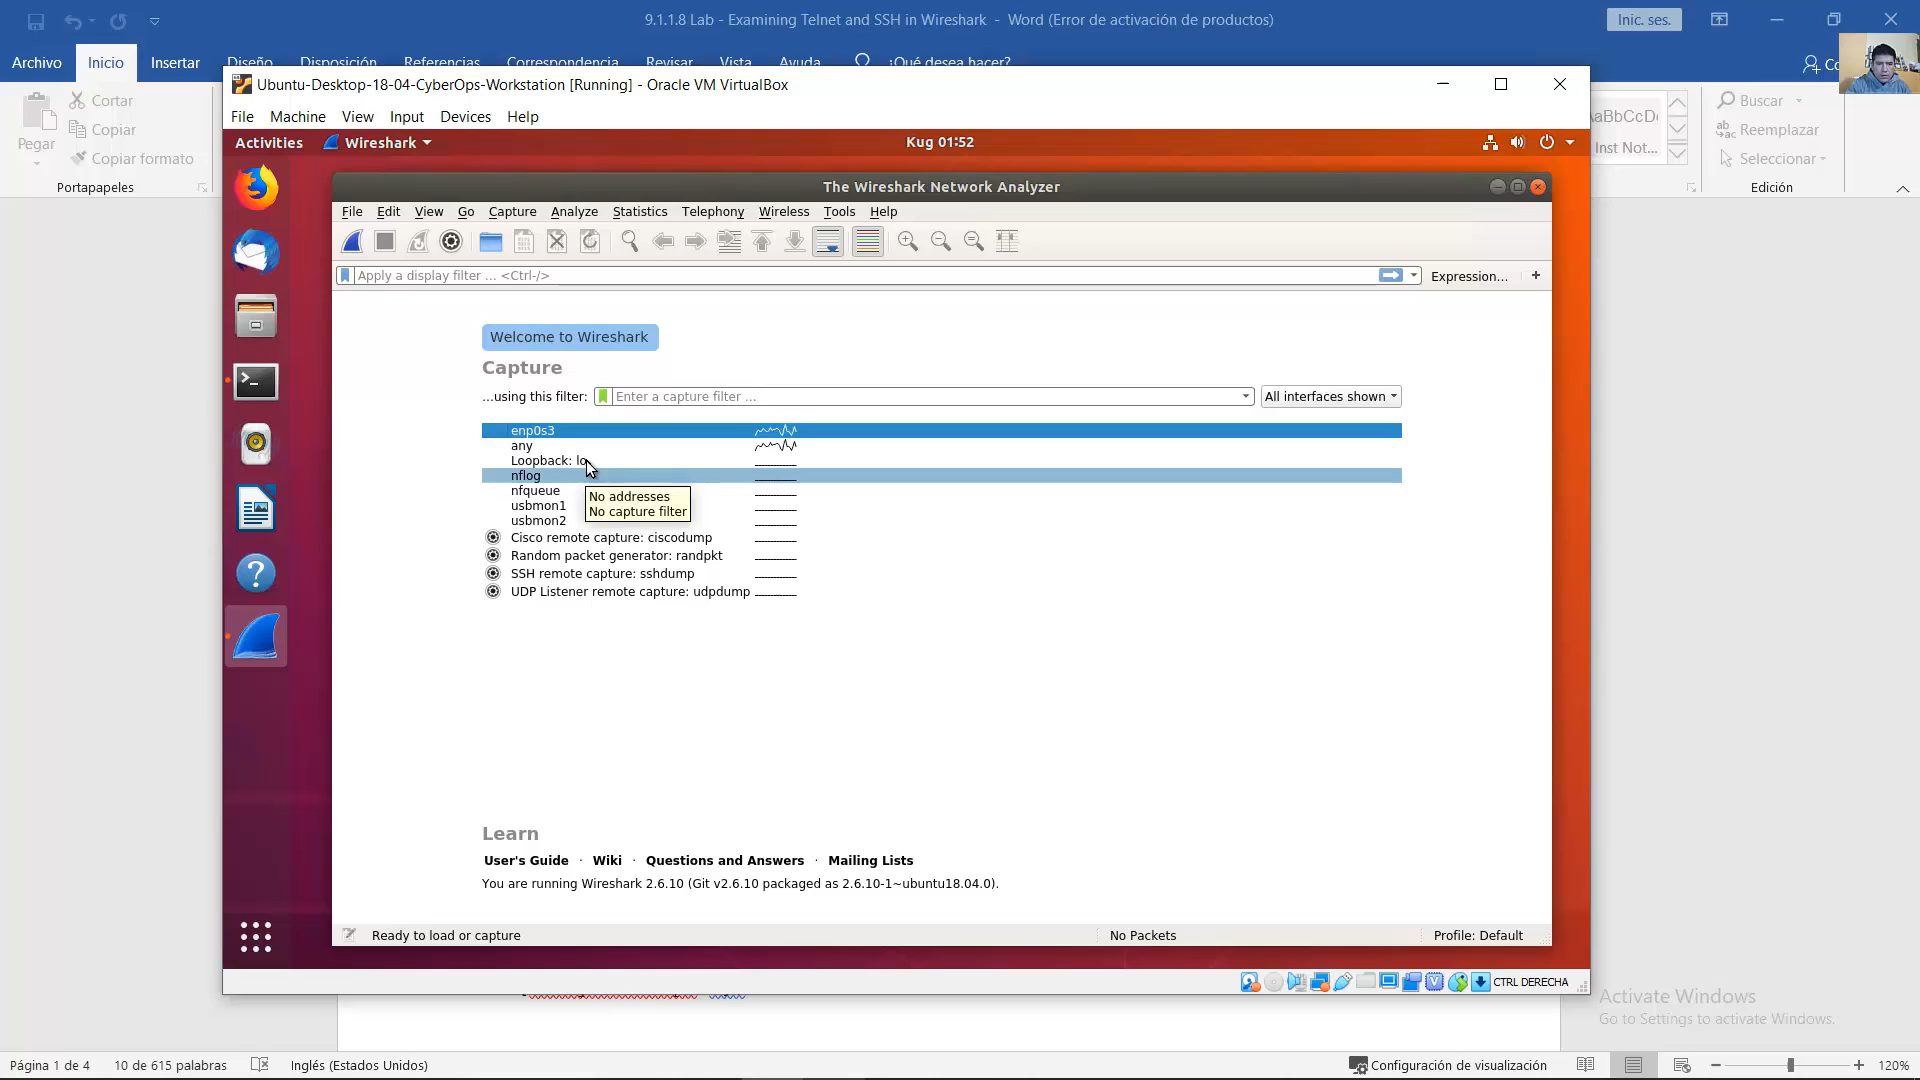 9.1.1.8 Lab - Examining Telnet and SSH in Wireshark - Word (Error de activación de productos)
Inic. ses.
Archivo Inicio Insertar Diseño Disposición Referencias Correspondencia Revisar Vista Ayuda ¿Qué desea hacer?
Ubuntu-Desktop-18-04-CyberOps-Workstation [Running] - Oracle VM VirtualBox
Pegar
Cortar
Copiar
Copiar formato
Portapapeles
Buscar
Reemplazar
Seleccionar
Edición
Inst Not...
File Machine View Input Devices Help
Activities Wireshark Kug 01:52
The Wireshark Network Analyzer
File Edit View Go Capture Analyze Statistics Telephony Wireless Tools Help
Apply a display filter ... <Ctrl-/> Expression... +
Welcome to Wireshark
Capture
...using this filter: Enter a capture filter ... All interfaces shown
enp0s3
any
Loopback: lo
nflog
nfqueue
usbmon1
usbmon2
No addresses
No capture filter
Cisco remote capture: ciscodump
Random packet generator: randpkt
SSH remote capture: sshdump
UDP Listener remote capture: udpdump
Learn
User's Guide · Wiki · Questions and Answers · Mailing Lists
You are running Wireshark 2.6.10 (Git v2.6.10 packaged as 2.6.10-1~ubuntu18.04.0).
Ready to load or capture No Packets Profile: Default
CTRL DERECHA
Activate Windows
Go to Settings to activate Windows.
Página 1 de 4 10 de 615 palabras Inglés (Estados Unidos) Configuración de visualización 120%